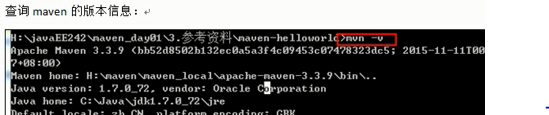 查询 maven 的版本信息：
H:\javaEE242\maven_day01\3.参考资料\maven-helloworld>mvn -v
Apache Maven 3.3.9 (bb52d8502b132ec0a5a3f4c09453c07478323dc5; 2015-11-11T00
7+08:00)
Maven home: H:\maven\maven_local\apache-maven-3.3.9\bin\..
Java version: 1.7.0_72, vendor: Oracle Corporation
Java home: C:\Java\jdk1.7.0_72\jre
Default locale: zh_CN, platform encoding: GBK